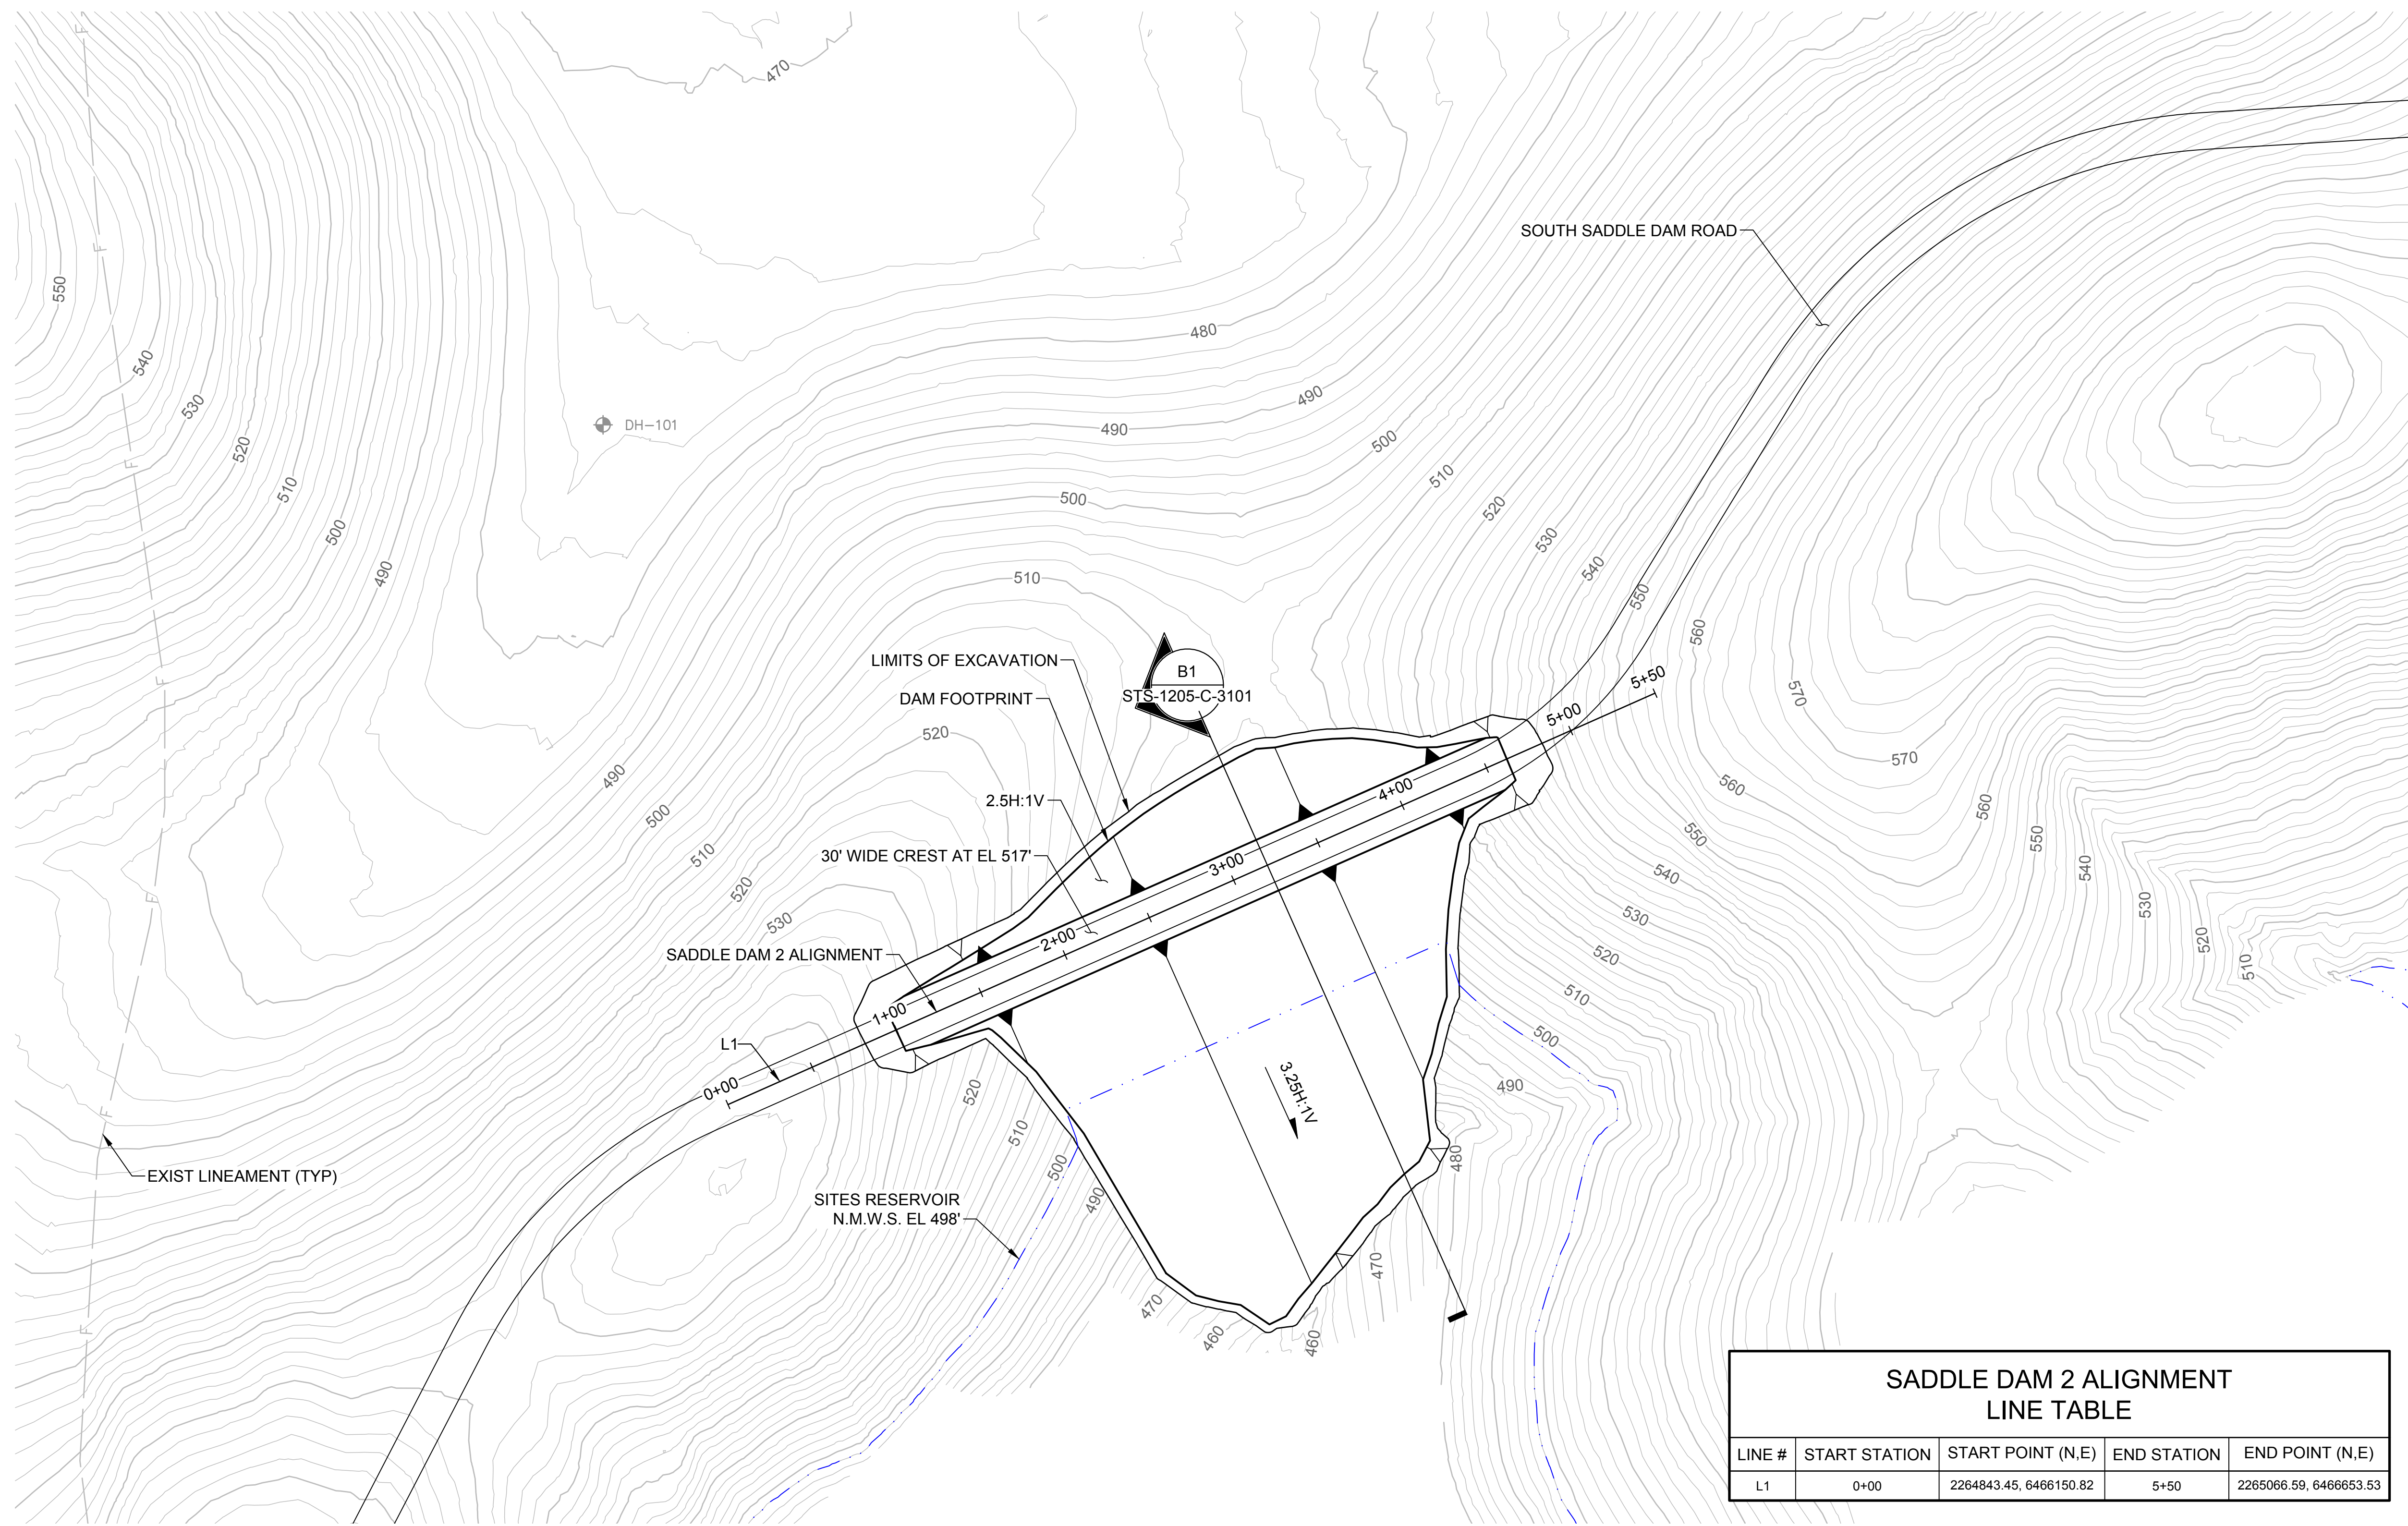 470
SOUTH SADDLE DAM ROAD
550
480
540
490
530
DH-101
490
500
520
510
510
500
520
500
530
490
540
510
550
560
LIMITS OF EXCAVATION
B1
STS-1205-C-3101
5+50
570
DAM FOOTPRINT
5+00
520
570
490
560
2.5H:1V
4+00
560
500
550
550
30' WIDE CREST AT EL 517'
510
3+00
540
540
520
530
530
530
2+00
520
SADDLE DAM 2 ALIGNMENT
520
510
510
1+00
500
L1
0+00
520
490
3.25H:1V
510
480
EXIST LINEAMENT (TYP)
500
490
SITES RESERVOIR
N.M.W.S. EL 498'
470
470
460
460
F
F
F
F
F
F
F
F
SADDLE DAM 2 ALIGNMENT
LINE TABLE
LINE # START STATION START POINT (N,E) END STATION END POINT (N,E)
L1 0+00 2264843.45, 6466150.82 5+50 2265066.59, 6466653.53